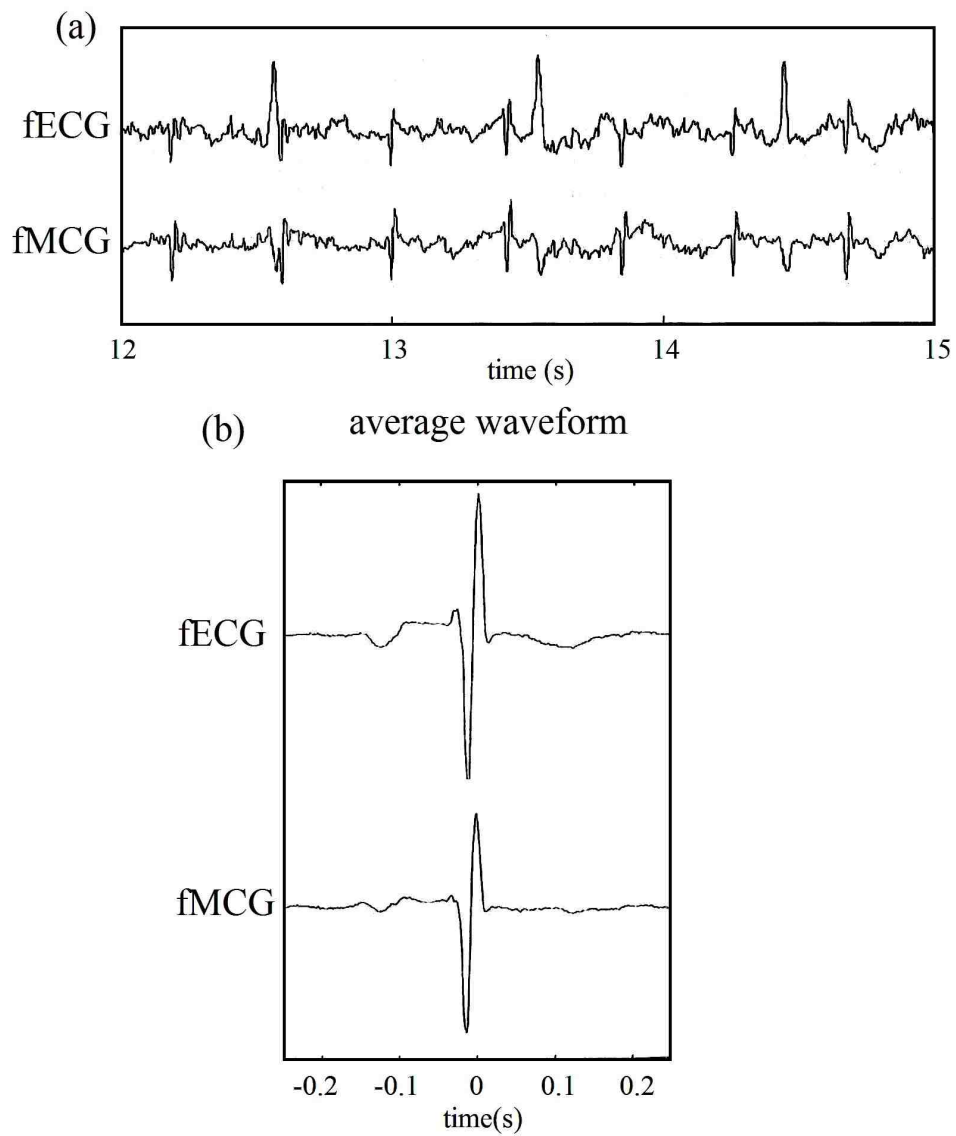 (a)
fECG
fMCG
12 13 14 15
time (s)
(b) average waveform
fECG
fMCG
-0.2 -0.1 0 0.1 0.2
time(s)